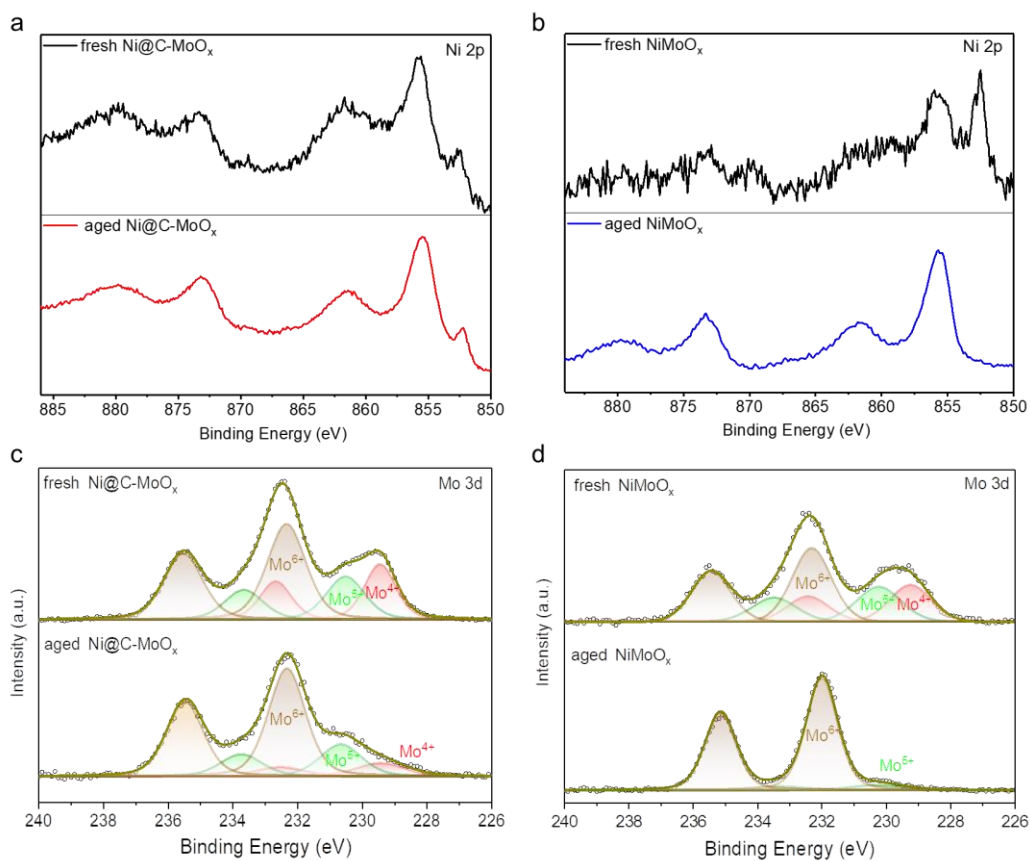 a
fresh Ni@C-MoOₓ
Ni 2p
aged Ni@C-MoOₓ
885 880 875 870 865 860 855 850
Binding Energy (eV)
b
fresh NiMoOₓ
Ni 2p
aged NiMoOₓ
880 875 870 865 860 855 850
Binding Energy (eV)
c
fresh Ni@C-MoOₓ
Mo 3d
Mo⁶⁺
Mo⁵⁺
Mo⁴⁺
aged Ni@C-MoOₓ
Mo⁶⁺
Mo⁵⁺
Mo⁴⁺
Intensity (a.u.)
240 238 236 234 232 230 228 226
Binding Energy (eV)
d
fresh NiMoOₓ
Mo 3d
Mo⁶⁺
Mo⁵⁺
Mo⁴⁺
aged NiMoOₓ
Mo⁶⁺
Mo⁵⁺
Intensity (a.u.)
240 238 236 234 232 230 228 226
Binding Energy (eV)